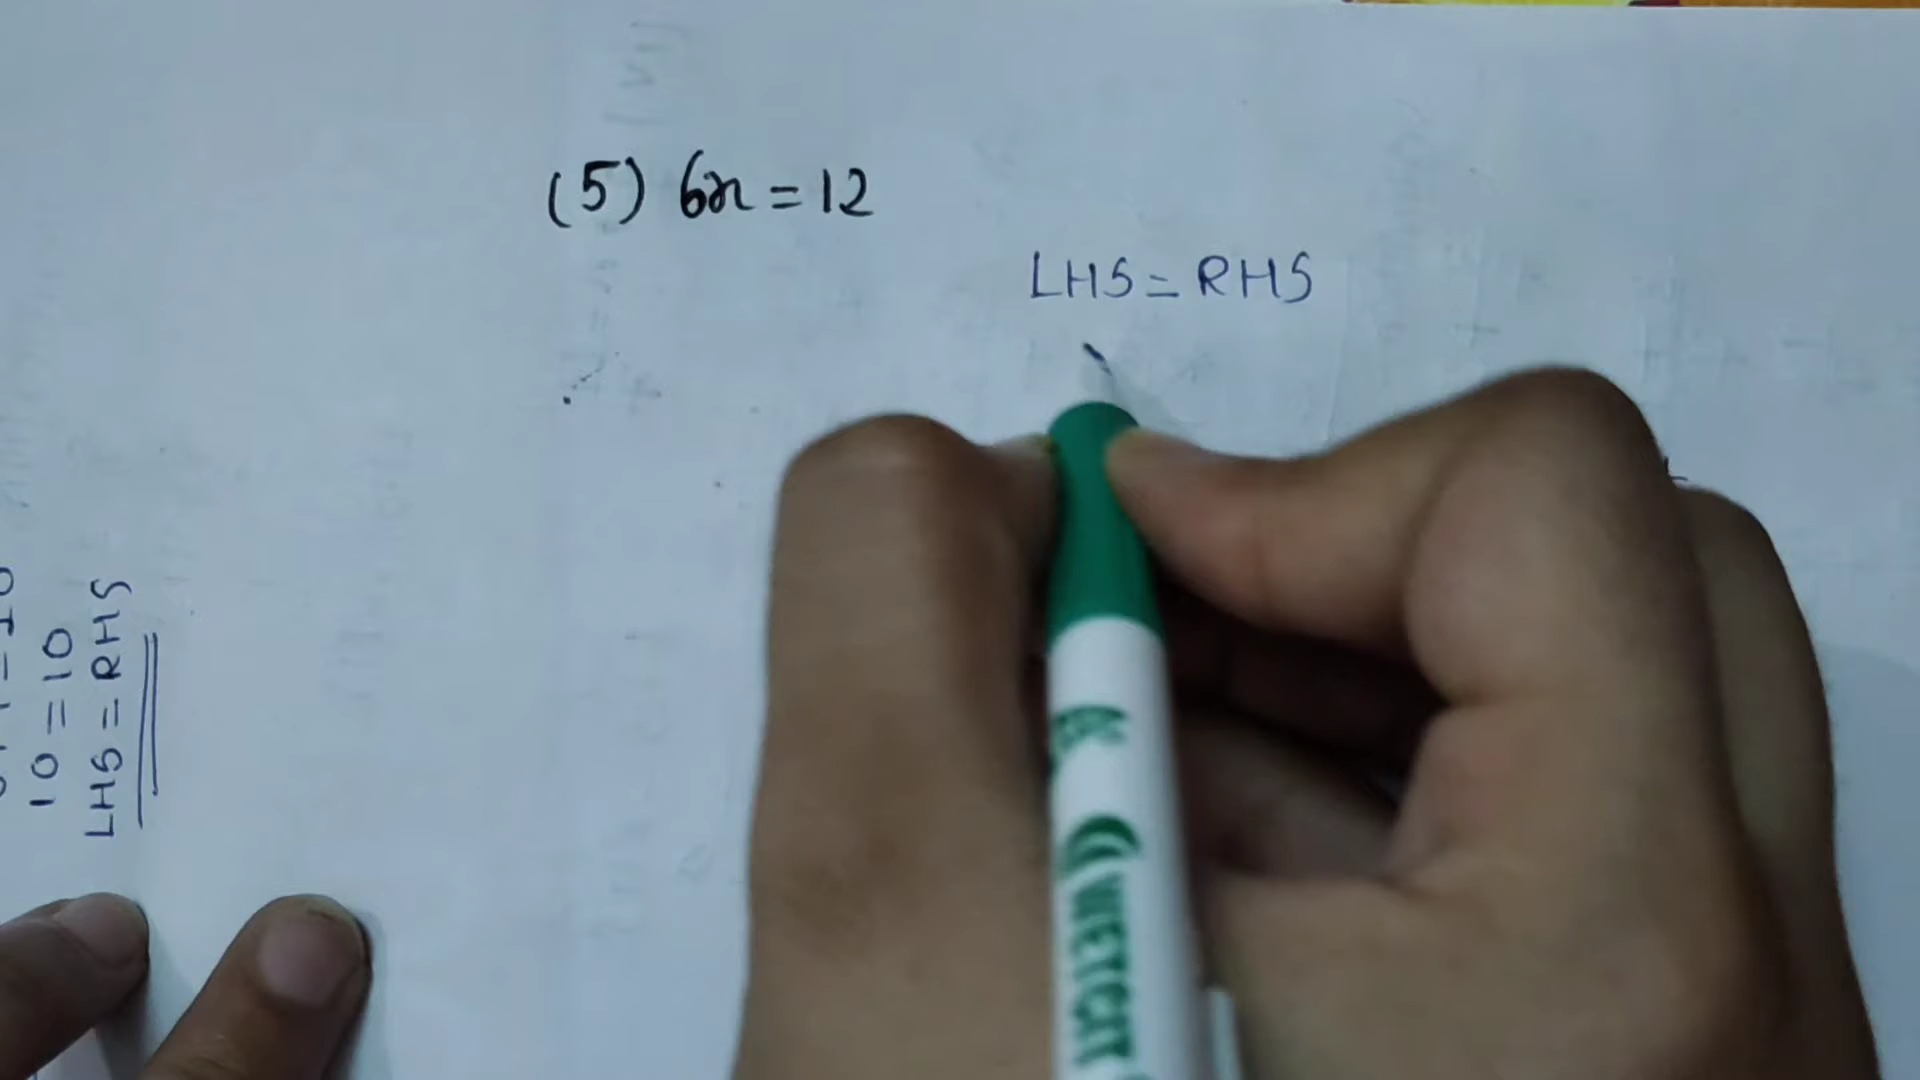 (5) 6x = 12
LHS = RHS
10 = 10
LHS = RHS